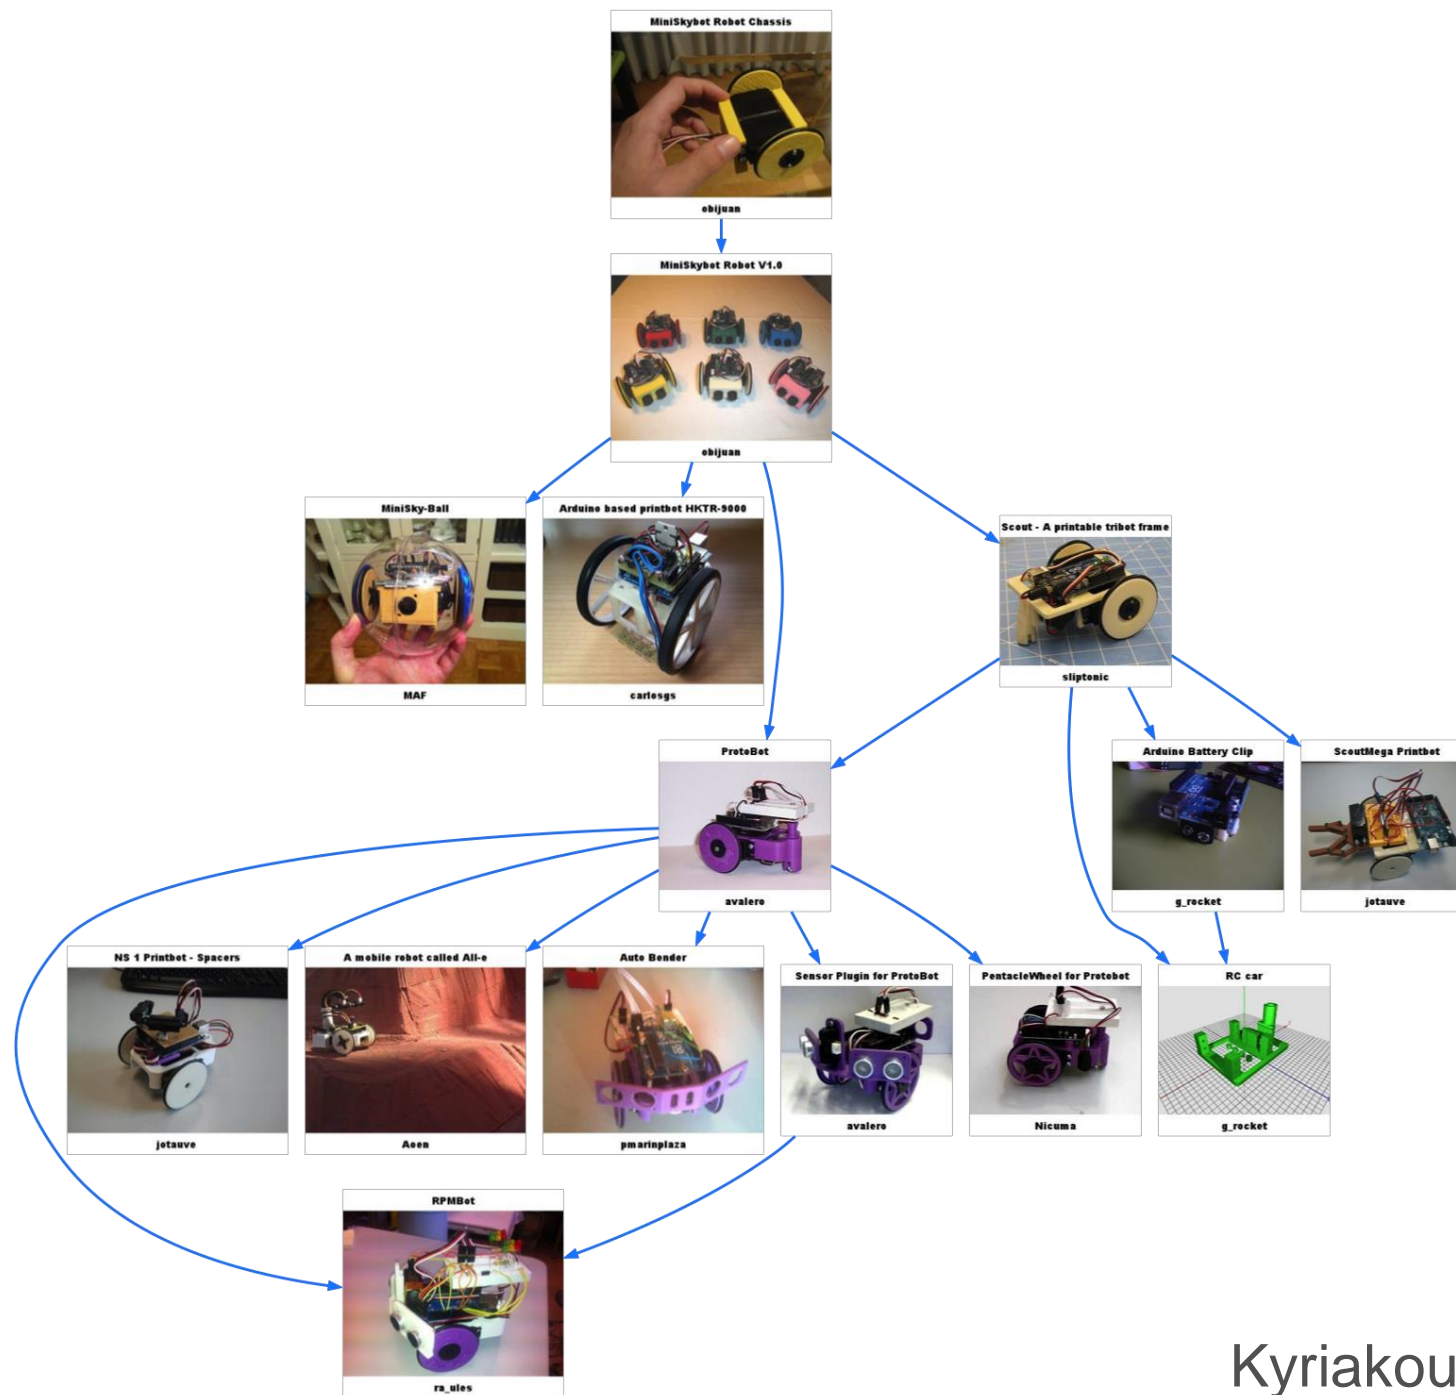 MiniSkybot Robot Chassis
obijuan
MiniSkybot Robot V1.0
obijuan
MiniSky-Ball
MAF
Arduino based printbot HKTR-9000
carlosgs
Scout - A printable tribot frame
sliptonic
ProtoBot
avalero
Arduino Battery Clip
g_rocket
ScoutMega Printbot
jotauve
NS 1 Printbot - Spacers
jotauve
A mobile robot called All-e
Aoen
Auto Bender
pmarinplaza
Sensor Plugin for ProtoBot
avalero
PentacleWheel for Protobot
Nicuma
RC car
g_rocket
RPMBot
ra_ules
Kyriakou